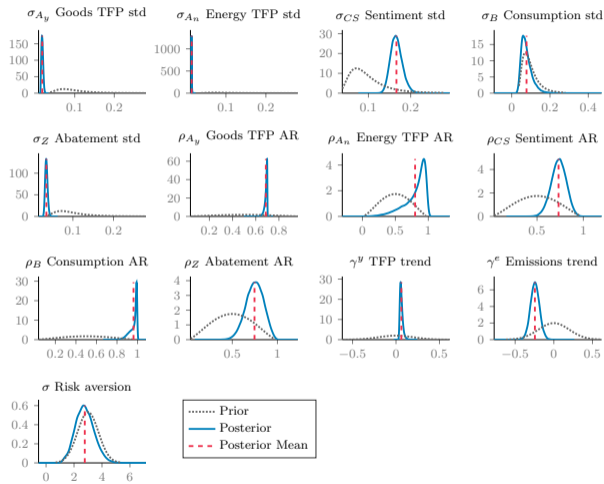 σ_{A_y} Goods TFP std
σ_{A_n} Energy TFP std
σ_{CS} Sentiment std
σ_B Consumption std
150
100
50
0
0.1 0.2
1000
500
0
0.1 0.2
30
20
10
0
0.1 0.2
15
10
5
0
0 0.2 0.4
σ_Z Abatement std
ρ_{A_y} Goods TFP AR
ρ_{A_n} Energy TFP AR
ρ_{CS} Sentiment AR
100
50
0
0.1 0.2
60
40
20
0
0.2 0.4 0.6 0.8
4
2
0
0 0.5 1
4
2
0
0.5 1
ρ_B Consumption AR
ρ_Z Abatement AR
γ^y TFP trend
γ^e Emissions trend
30
20
10
0
0.2 0.4 0.6 0.8 1
4
3
2
1
0
0.5 1
30
20
10
0
−0.5 0 0.5
6
4
2
0
−0.5 0 0.5
σ Risk aversion
0.6
0.4
0.2
0
0 2 4 6
Prior
Posterior
Posterior Mean